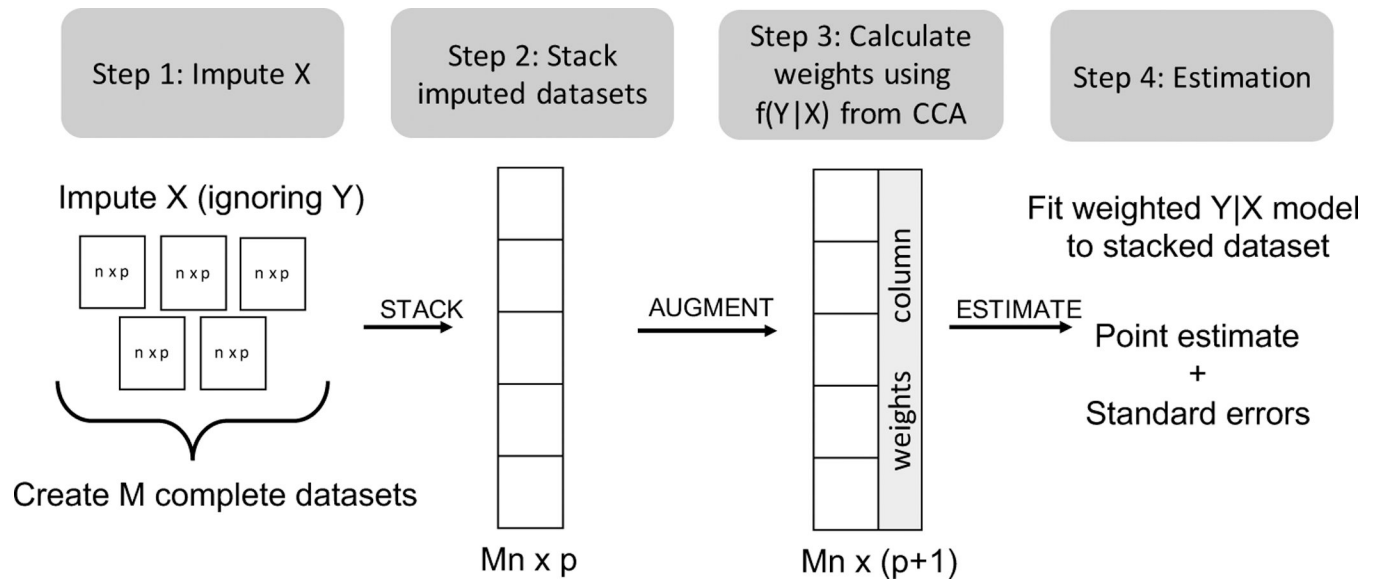 Step 1: Impute X
Step 2: Stack
imputed datasets
Step 3: Calculate
weights using
f(Y|X) from CCA
Step 4: Estimation
Impute X (ignoring Y)
n x p
n x p
n x p
n x p
n x p
Create M complete datasets
STACK
Mn x p
AUGMENT
weights column
Mn x (p+1)
ESTIMATE
Fit weighted Y|X model
to stacked dataset
Point estimate
+
Standard errors